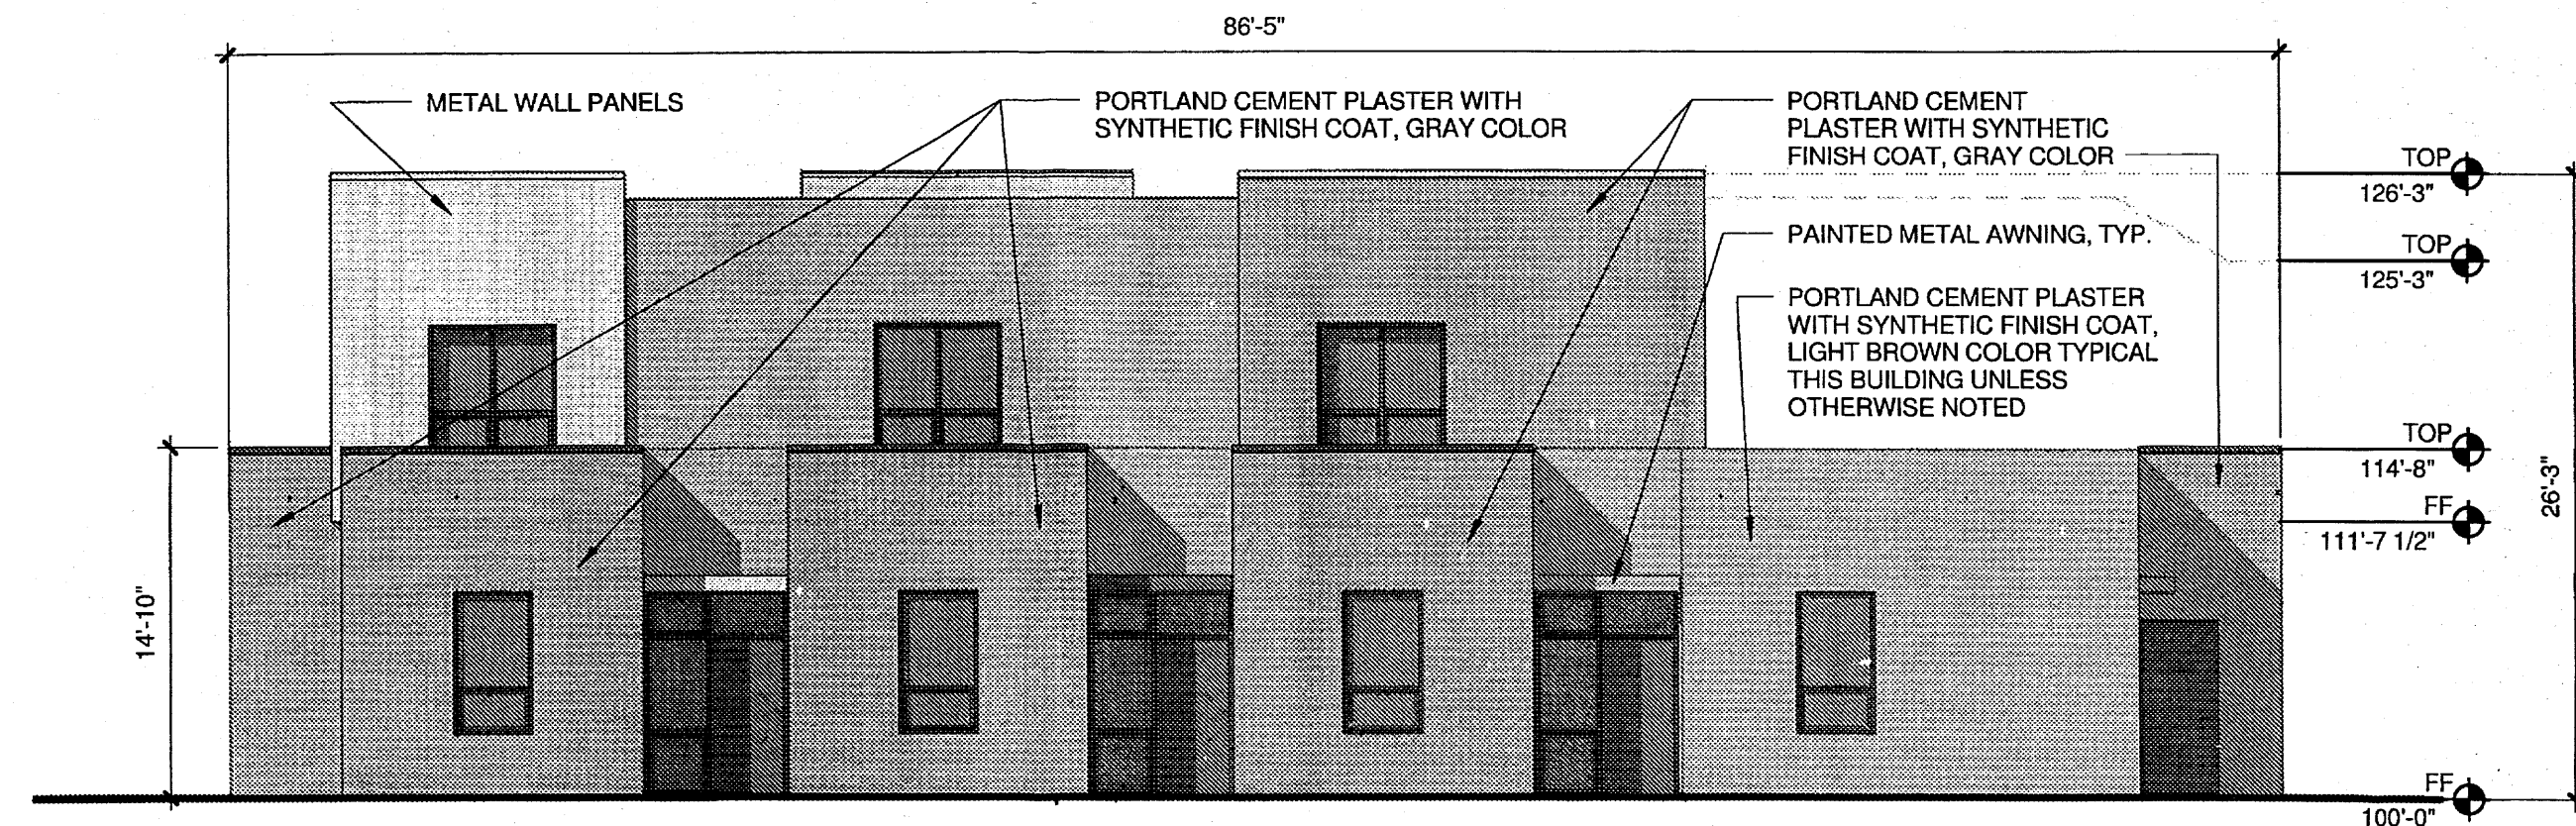 86'-5"
METAL WALL PANELS
PORTLAND CEMENT PLASTER WITH
SYNTHETIC FINISH COAT, GRAY COLOR
PORTLAND CEMENT
PLASTER WITH SYNTHETIC
FINISH COAT, GRAY COLOR
TOP
126'-3"
PAINTED METAL AWNING, TYP.
TOP
125'-3"
PORTLAND CEMENT PLASTER
WITH SYNTHETIC FINISH COAT,
LIGHT BROWN COLOR TYPICAL
THIS BUILDING UNLESS
OTHERWISE NOTED
TOP
114'-8"
FF
111'-7 1/2"
26'-3"
14'-10"
FF
100'-0"